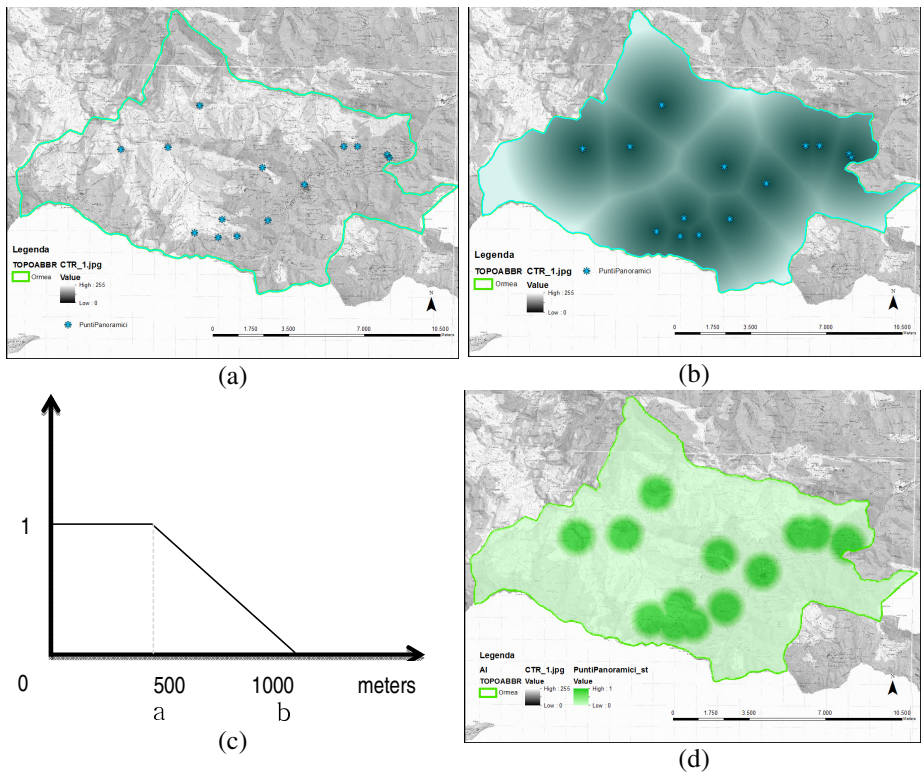 Legenda
TOPOABBR CTR_1.jpg
Ormea
Value
High : 255
Low : 0
PuntiPanoramici
N
0 1.750 3.500 7.000 10.500
Meters
(a)
Legenda
TOPOABBR CTR_1.jpg PuntiPanoramici
Ormea
Value
High : 255
Low : 0
N
0 1.750 3.500 7.000 10.500
Meters
(b)
1
0 500 1000 meters
a b
(c)
Legenda
AI CTR_1.jpg PuntiPanoramici_st
TOPOABBR Value Value
Ormea
High : 255 High : 1
Low : 0 Low : 0
N
0 1.750 3.500 7.000 10.500
Meters
(d)